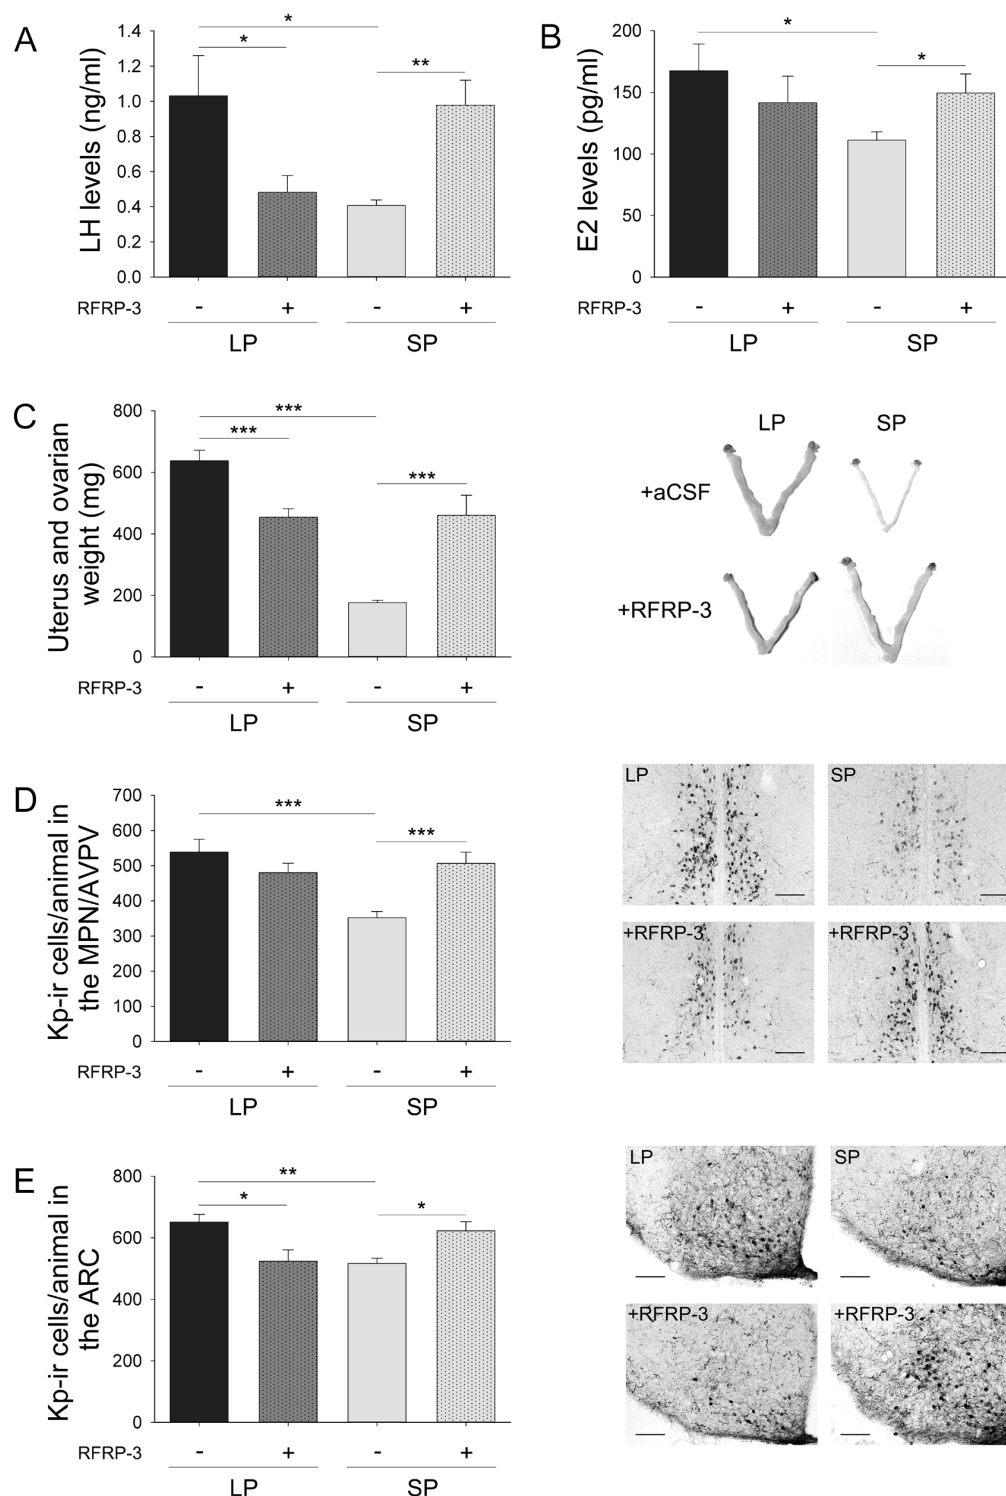 A
LH levels (ng/ml)
1.4
1.2
1.0
0.8
0.6
0.4
0.2
0.0
*
*
**
RFRP-3 - + - +
LP SP
B
E2 levels (pg/ml)
200
150
100
50
0
*
*
RFRP-3 - + - +
LP SP
C
Uterus and ovarian
weight (mg)
800
600
400
200
0
***
***
***
RFRP-3 - + - +
LP SP
LP SP
+aCSF
+RFRP-3
D
Kp-ir cells/animal in
the MPN/AVPV
700
600
500
400
300
200
100
0
***
***
RFRP-3 - + - +
LP SP
LP SP
+RFRP-3 +RFRP-3
E
Kp-ir cells/animal in
the ARC
800
600
400
200
0
**
*
*
RFRP-3 - + - +
LP SP
LP SP
+RFRP-3 +RFRP-3